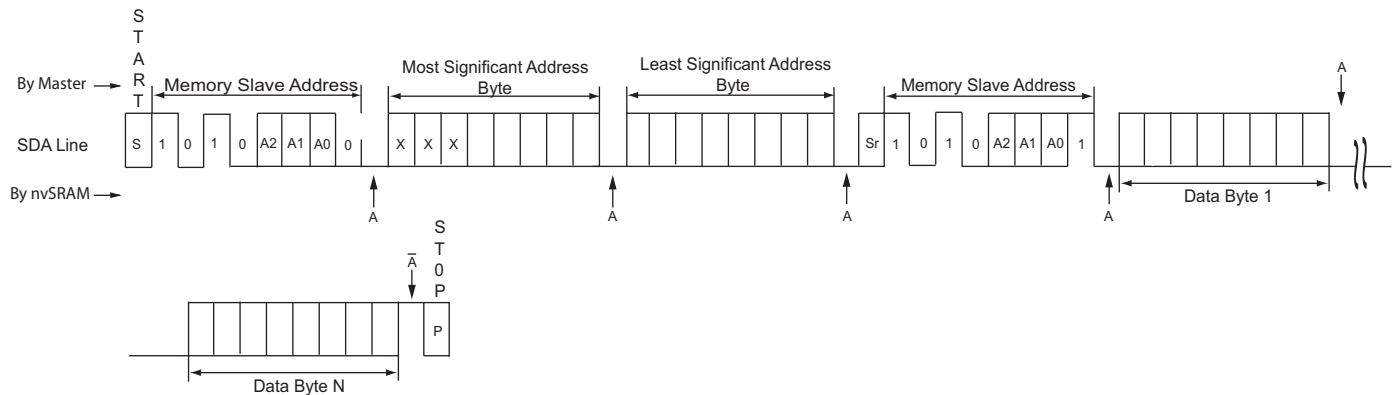 START
By Master
Memory Slave Address
Most Significant Address
Byte
Least Significant Address
Byte
Memory Slave Address
A
SDA Line
S 1 0 1 0 A2 A1 A0 0 X X X Sr 1 0 1 0 A2 A1 A0 1
By nvSRAM
A A A A
Data Byte 1
ST0P
A̅
P
Data Byte N